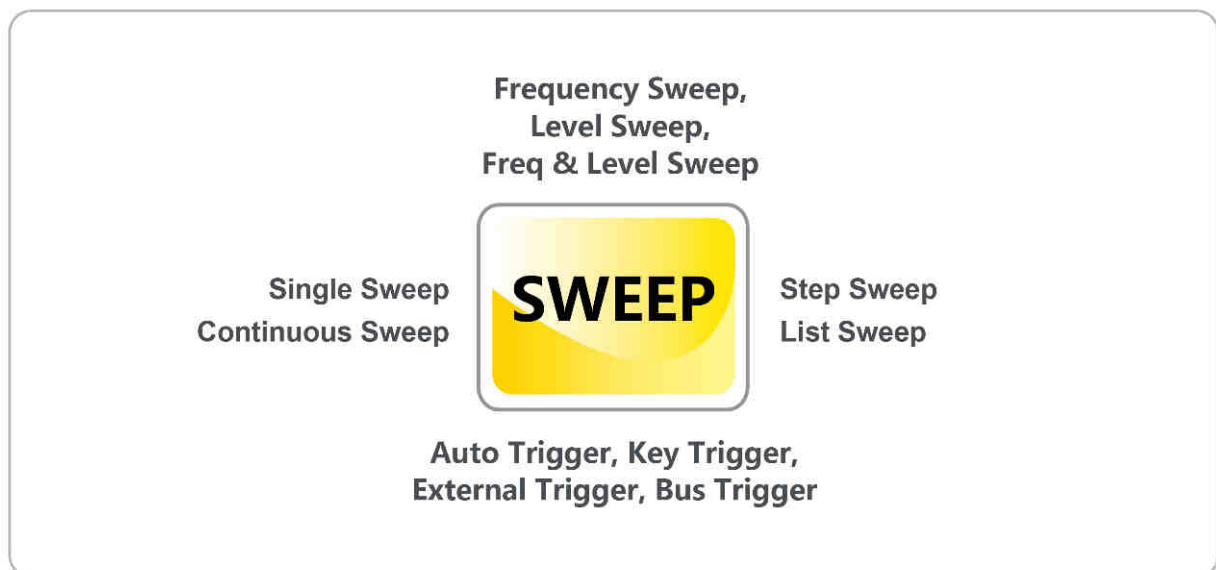 Frequency Sweep,
Level Sweep,
Freq & Level Sweep
Single Sweep
Continuous Sweep
SWEEP
Step Sweep
List Sweep
Auto Trigger, Key Trigger,
External Trigger, Bus Trigger